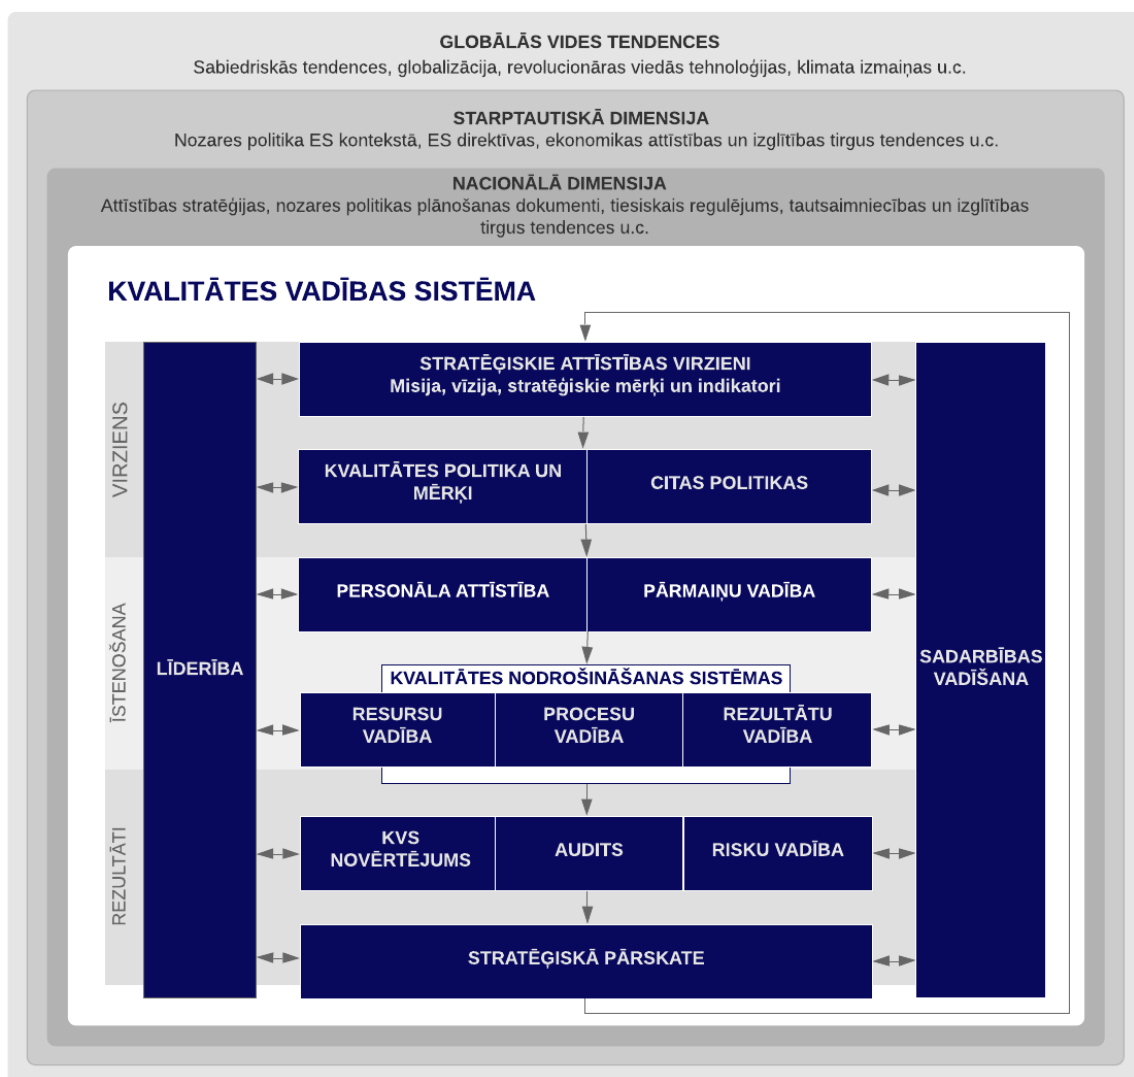 GLOBĀLĀS VIDES TENDENCES
Sabiedriskās tendences, globalizācija, revolucionāras viedās tehnoloģijas, klimata izmaiņas u.c.
STARPTAUTISKĀ DIMENSIJA
Nozares politika ES kontekstā, ES direktīvas, ekonomikas attīstības un izglītības tirgus tendences u.c.
NACIONĀLĀ DIMENSIJA
Attīstības stratēģijas, nozares politikas plānošanas dokumenti, tiesiskais regulējums, tautsaimniecības un izglītības
tirgus tendences u.c.
KVALITĀTES VADĪBAS SISTĒMA
VIRZIENS
STRATĒĢISKIE ATTĪSTĪBAS VIRZIENI
Misija, vīzija, stratēģiskie mērķi un indikatori
KVALITĀTES POLITIKA UN
MĒRĶI
CITAS POLITIKAS
ĪSTENOŠANA
PERSONĀLA ATTĪSTĪBA
PĀRMAIŅU VADĪBA
LĪDERĪBA
SADARBĪBAS
VADĪŠANA
KVALITĀTES NODROŠINĀŠANAS SISTĒMAS
RESURSU
VADĪBA
PROCESU
VADĪBA
REZULTĀTU
VADĪBA
REZULTĀTI
KVS
NOVĒRTĒJUMS
AUDITS
RISKU VADĪBA
STRATĒĢISKĀ PĀRSKATE